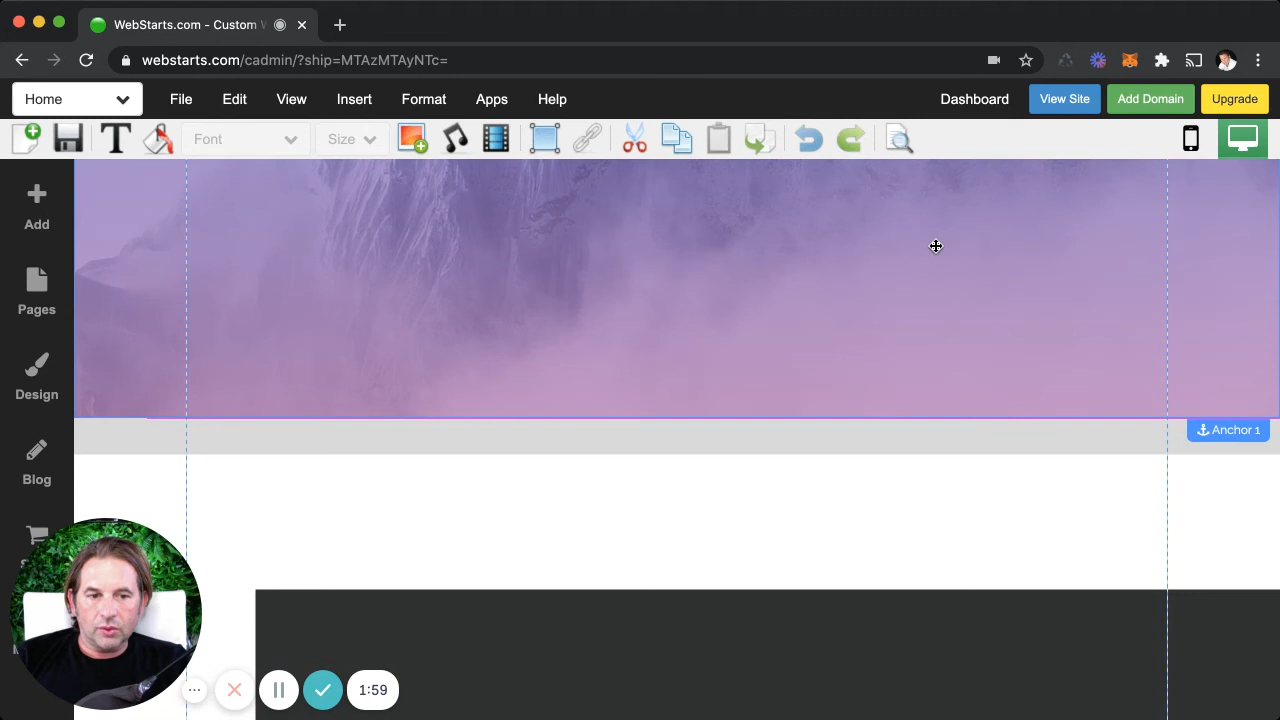 WebStarts.com - Custom
webstarts.com/cadmin/?ship=MTAzMTAyNTc=
Home
File
Edit
View
Insert
Format
Apps
Help
Dashboard
View Site
Add Domain
Upgrade
T
Font
Size
Add
Pages
Design
Blog
Anchor 1
1:59